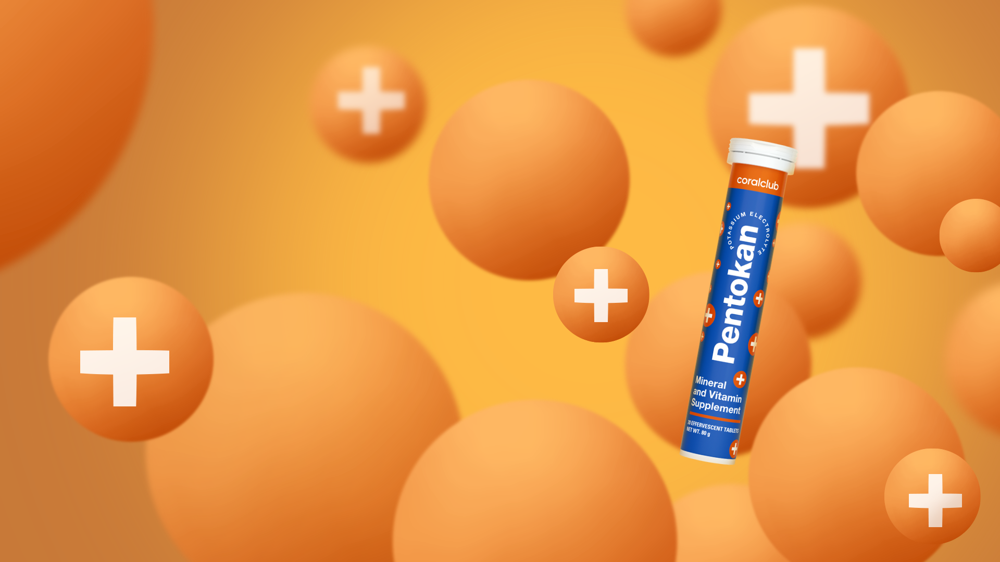 coralclub
POTASSIUM ELECTROLYTE
Pentokan
Mineral
and Vitamin
Supplement
20 EFFERVESCENT TABLETS
NET WT. 80 g